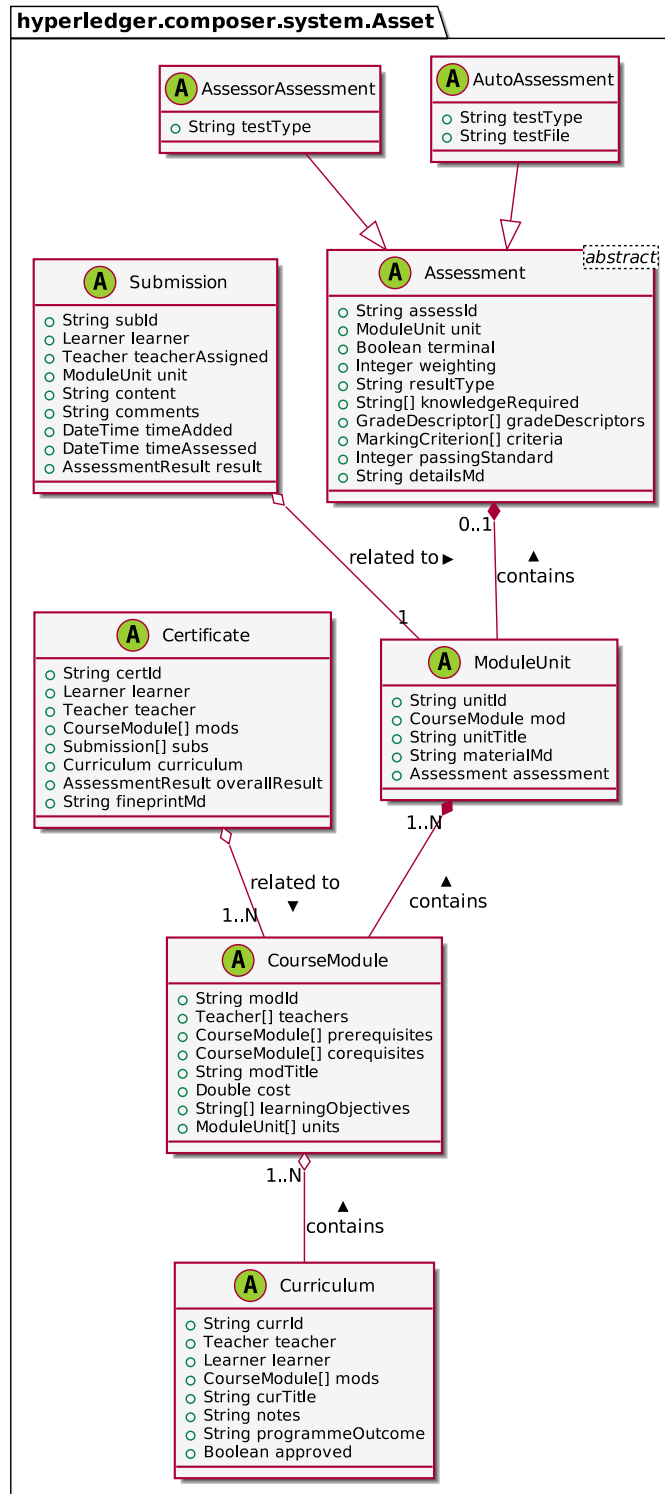 hyperledger.composer.system.Asset
A AssessorAssessment
String testType
A AutoAssessment
String testType
String testFile
A Submission
String subId
Learner learner
Teacher teacherAssigned
ModuleUnit unit
String content
String comments
DateTime timeAdded
DateTime timeAssessed
AssessmentResult result
abstract
A Assessment
String assessId
ModuleUnit unit
Boolean terminal
Integer weighting
String resultType
String[] knowledgeRequired
GradeDescriptor[] gradeDescriptors
MarkingCriterion[] criteria
Integer passingStandard
String detailsMd
0..1
related to ►
▲
contains
1
A Certificate
String certId
Learner learner
Teacher teacher
CourseModule[] mods
Submission[] subs
Curriculum curriculum
AssessmentResult overallResult
String fineprintMd
A ModuleUnit
String unitId
CourseModule mod
String unitTitle
String materialMd
Assessment assessment
1..N
related to
▼
1..N
▲
contains
A CourseModule
String modId
Teacher[] teachers
CourseModule[] prerequisites
CourseModule[] corequisites
String modTitle
Double cost
String[] learningObjectives
ModuleUnit[] units
1..N
▲
contains
A Curriculum
String currId
Teacher teacher
Learner learner
CourseModule[] mods
String curTitle
String notes
String programmeOutcome
Boolean approved